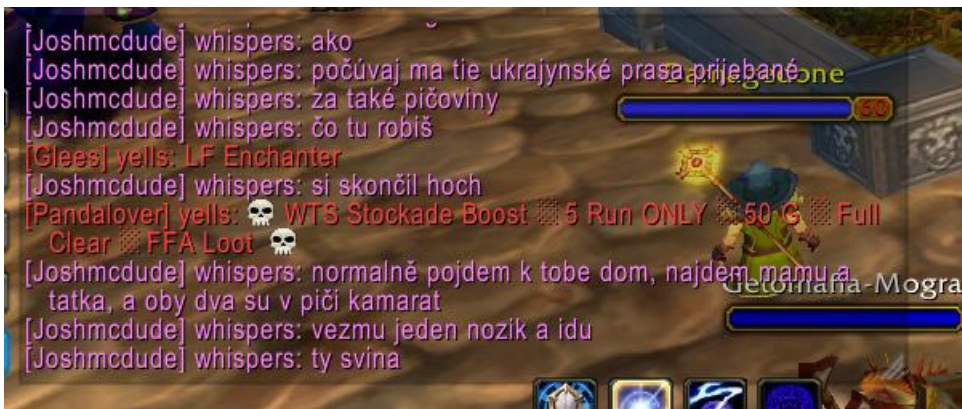 [Joshmcdude] whispers: ako
[Joshmcdude] whispers: počúvaj ma tie ukrajynské prasa prijebané
[Joshmcdude] whispers: za také pičoviny
[Joshmcdude] whispers: čo tu robiš
[Glees] yells: LF Enchanter
[Joshmcdude] whispers: si skončil hoch
[Pandalover] yells: WTS Stockade Boost 5 Run ONLY 50 G Full
Clear FFA Loot
[Joshmcdude] whispers: normalně pojdem k tobe dom, najdem mamu a
tatka, a oby dva su v piči kamarat
[Joshmcdude] whispers: vezmu jeden nozik a idu
[Joshmcdude] whispers: ty svina
60
Getomafia-Mogra